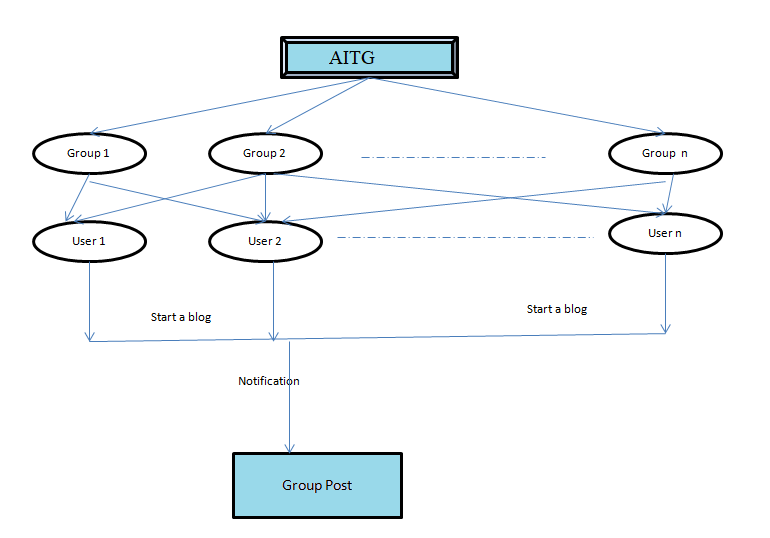 AITG
Group 1
Group 2
Group  n
User 1
User 2
User n
Start a blog
Start a blog
Notification
Group Post